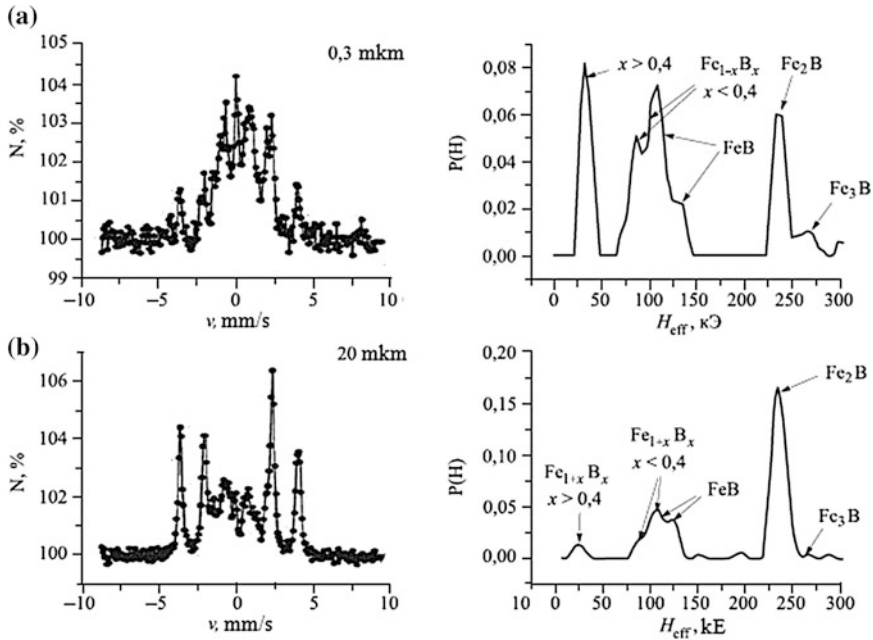 (a)
0,3 mkm
105
104
103
102
101
100
99
N, %
−10
−5
0
5
10
v, mm/s
0,08
0,06
0,04
0,02
0,00
P(H)
x > 0,4
Fe1−xBx
x < 0,4
FeB
Fe2B
Fe3B
0
50
100
150
200
250
300
Heff, кЭ
(b)
20 mkm
106
104
102
100
N, %
−10
−5
0
5
10
v, mm/s
0,20
0,15
0,10
0,05
0,00
P(H)
Fe1+xBx
x > 0,4
Fe1+xBx
x < 0,4
FeB
Fe2B
Fe3B
10
0
50
100
150
200
250
300
Heff, kE